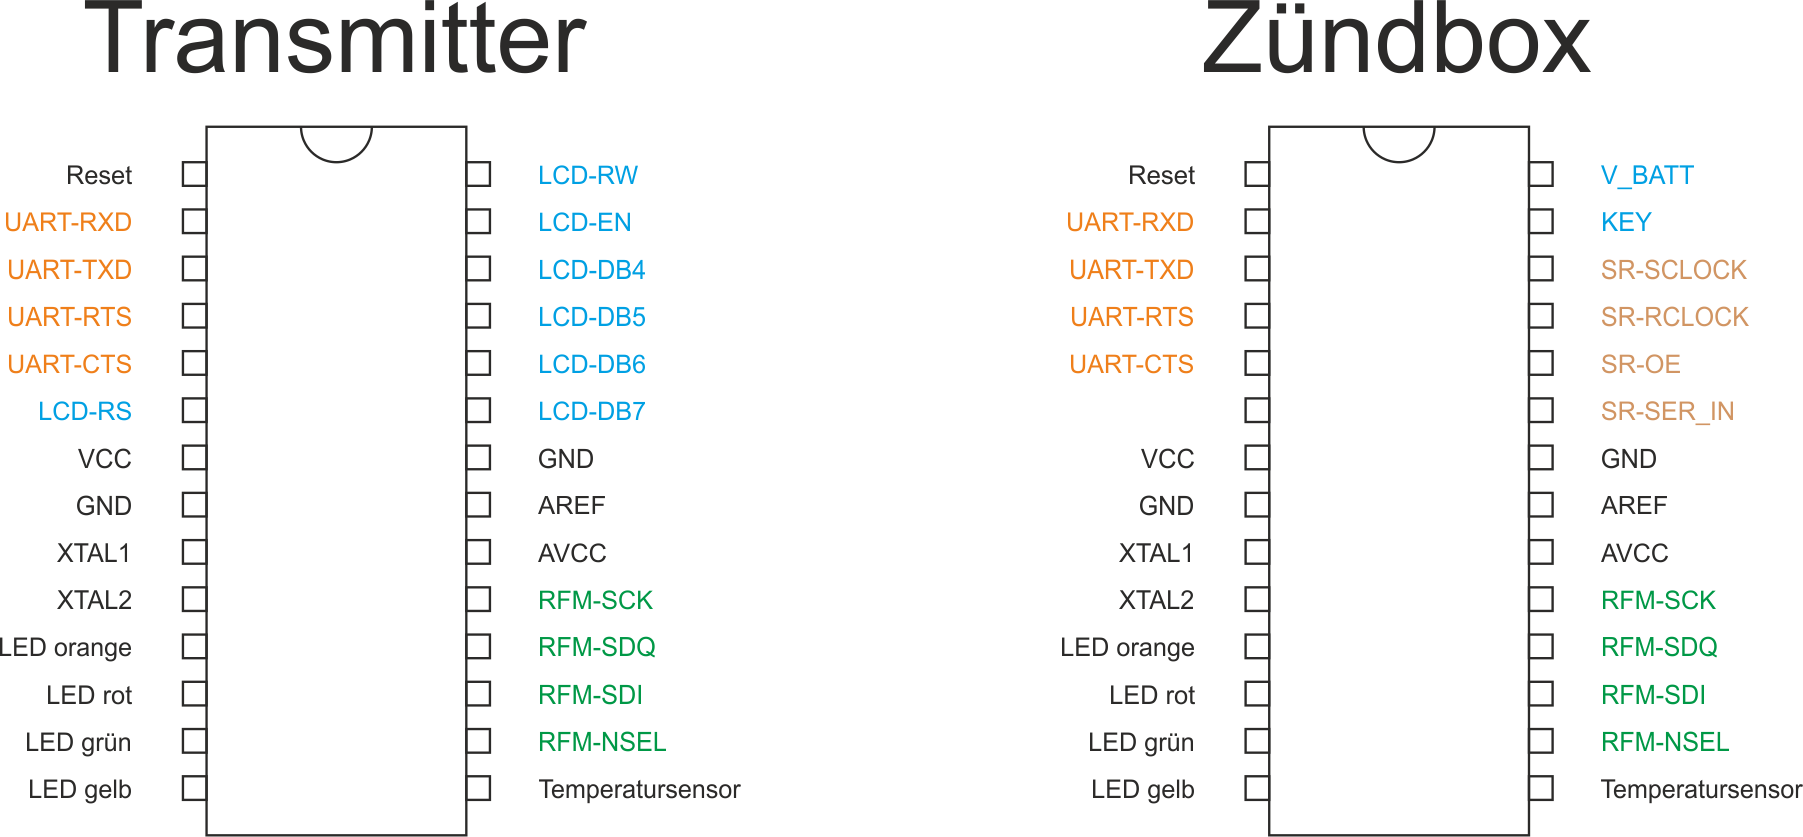 Transmitter
Reset
UART-RXD
UART-TXD
UART-RTS
UART-CTS
LCD-RS
VCC
GND
XTAL1
XTAL2
LED orange
LED rot
LED grün
LED gelb
LCD-RW
LCD-EN
LCD-DB4
LCD-DB5
LCD-DB6
LCD-DB7
GND
AREF
AVCC
RFM-SCK
RFM-SDQ
RFM-SDI
RFM-NSEL
Temperatursensor
Zündbox
Reset
UART-RXD
UART-TXD
UART-RTS
UART-CTS
VCC
GND
XTAL1
XTAL2
LED orange
LED rot
LED grün
LED gelb
V_BATT
KEY
SR-SCLOCK
SR-RCLOCK
SR-OE
SR-SER_IN
GND
AREF
AVCC
RFM-SCK
RFM-SDQ
RFM-SDI
RFM-NSEL
Temperatursensor